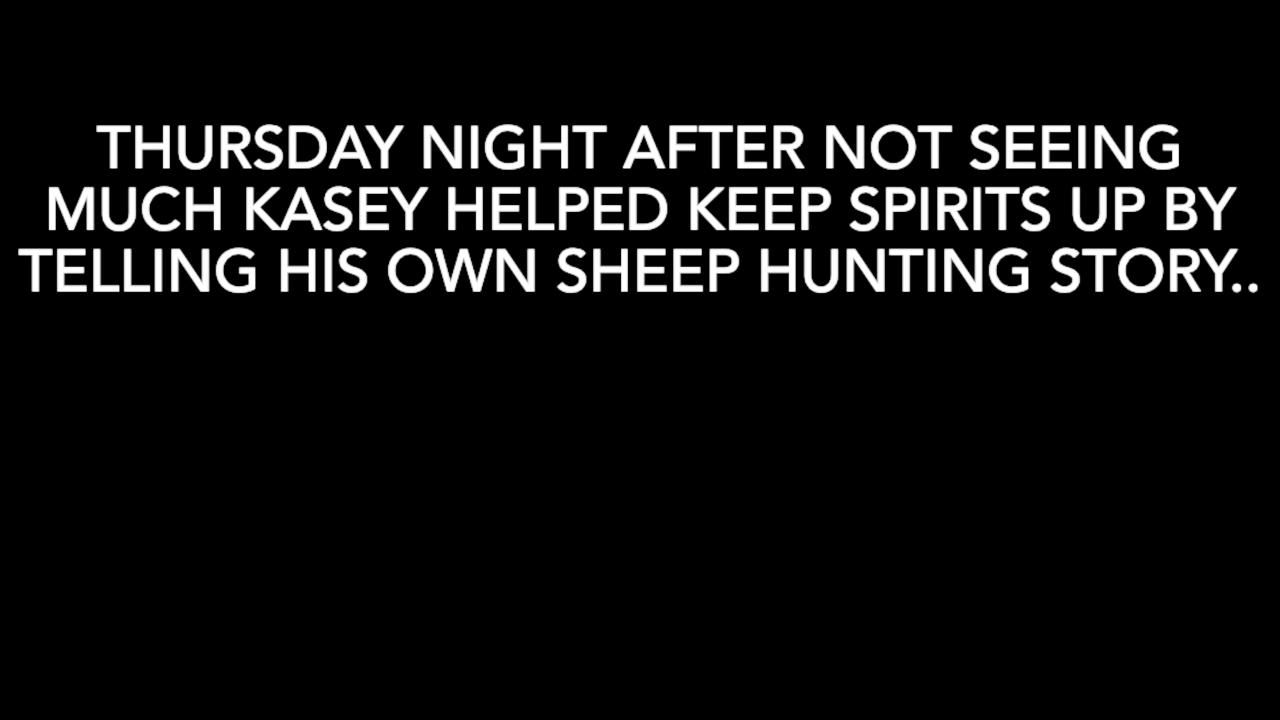 THURSDAY NIGHT AFTER NOT SEEING
MUCH KASEY HELPED KEEP SPIRITS UP BY
TELLING HIS OWN SHEEP HUNTING STORY..